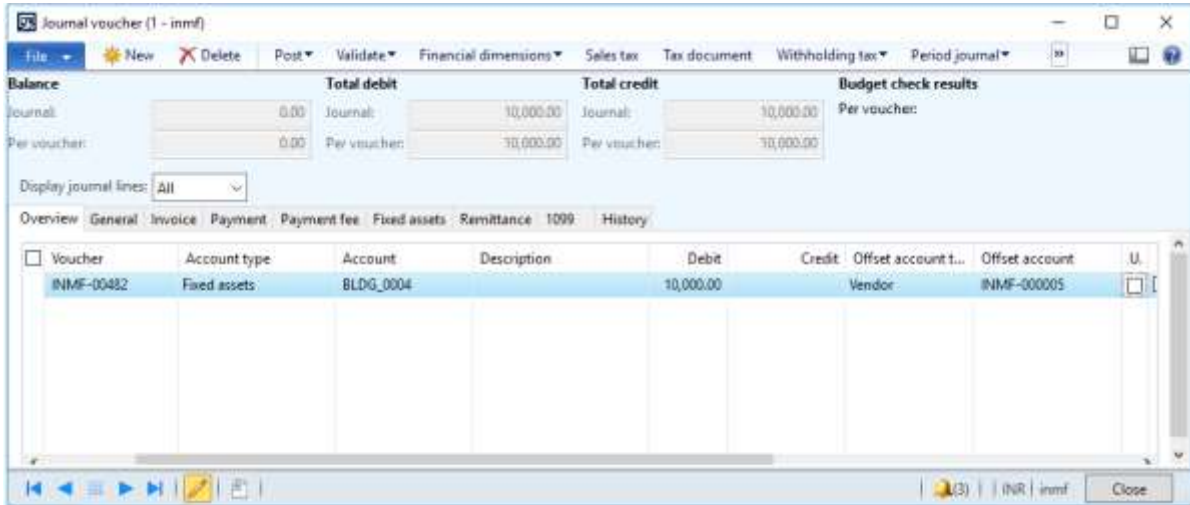 Journal voucher (1 - inmf)
File New Delete Post Validate Financial dimensions Sales tax Tax document Withholding tax Period journal »
Balance Total debit Total credit Budget check results
Journal: 0.00 Journal: 10,000.00 Journal: 10,000.00 Per voucher:
Per voucher: 0.00 Per voucher: 10,000.00 Per voucher: 10,000.00
Display journal lines: All
Overview General Invoice Payment Payment fee Fixed assets Remittance 1099 History
Voucher Account type Account Description Debit Credit Offset account t... Offset account U.
INMF-00482 Fixed assets BLDG_0004 10,000.00 Vendor INMF-000005
(3) INR inmf Close